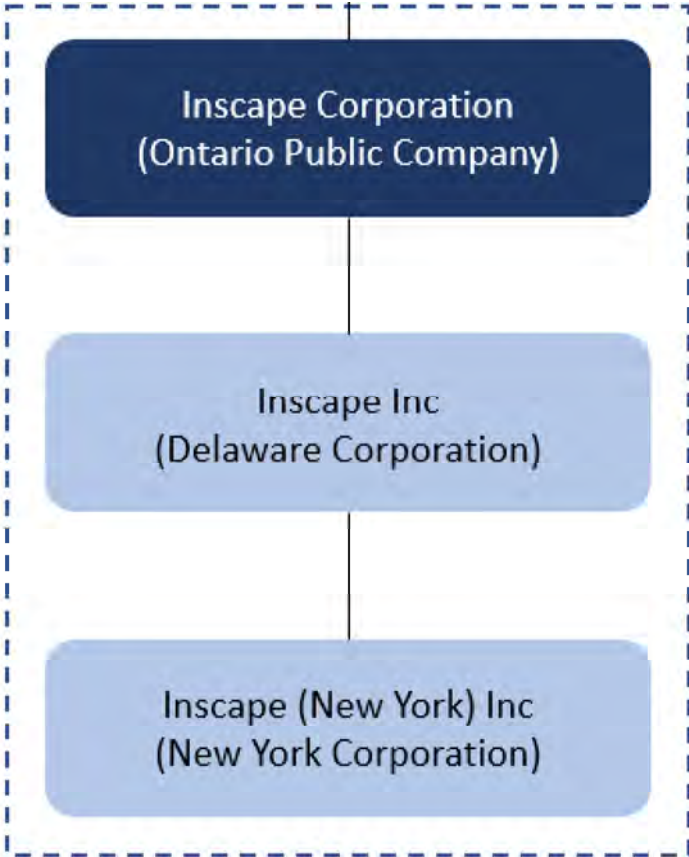 Inscape Corporation
(Ontario Public Company)
Inscape Inc
(Delaware Corporation)
Inscape (New York) Inc
(New York Corporation)